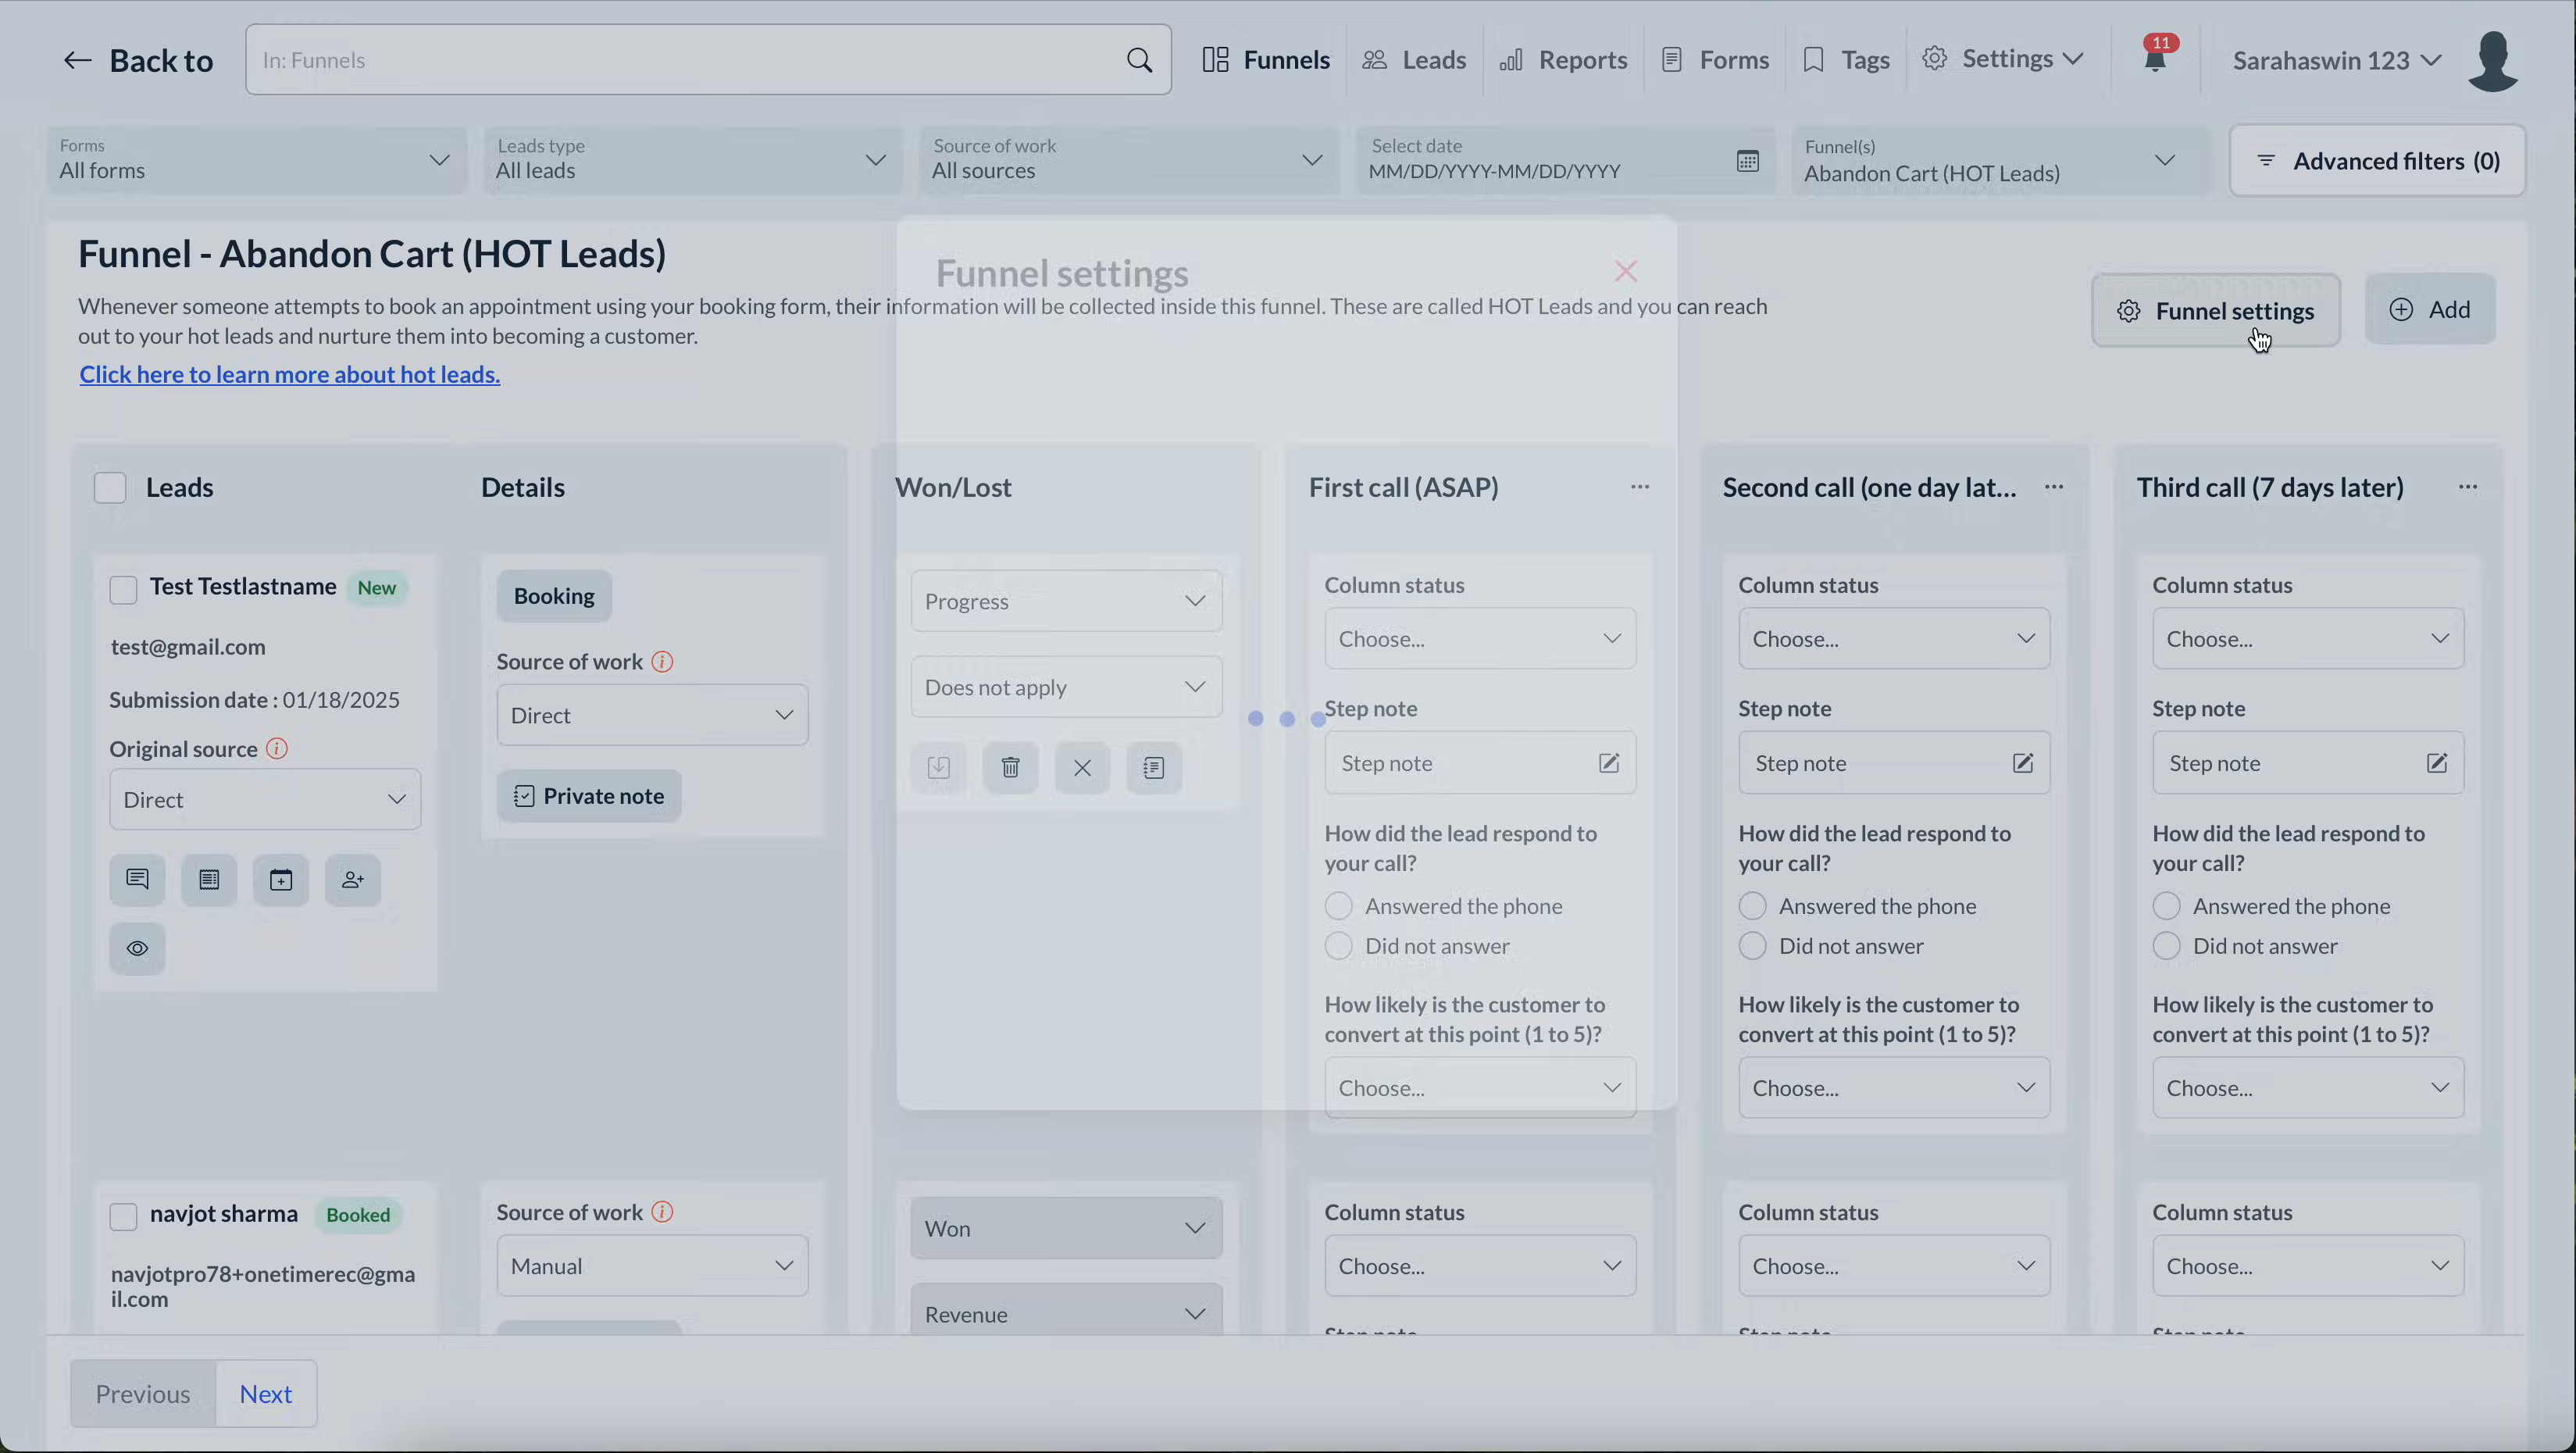 Back to
In: Funnels
Funnels
Leads
Reports
Forms
Tags
Settings
11
Sarahaswin 123
Forms
All forms
Leads type
All leads
Source of work
All sources
Select date
MM/DD/YYYY-MM/DD/YYYY
Funnel(s)
Abandon Cart (HOT Leads)
Advanced filters (0)
Funnel - Abandon Cart (HOT Leads)
Funnel settings
Whenever someone attempts to book an appointment using your booking form, their information will be collected inside this funnel. These are called HOT Leads and you can reach
out to your hot leads and nurture them into becoming a customer.
Click here to learn more about hot leads.
Funnel settings
Add
Leads
Details
Won/Lost
First call (ASAP)
Second call (one day lat...
Third call (7 days later)
Test Testlastname
New
test@gmail.com
Submission date : 01/18/2025
Original source
Direct
Booking
Source of work
Direct
Private note
Progress
Does not apply
Column status
Choose...
Step note
Step note
How did the lead respond to
your call?
Answered the phone
Did not answer
How likely is the customer to
convert at this point (1 to 5)?
Choose...
Column status
Choose...
Step note
Step note
How did the lead respond to
your call?
Answered the phone
Did not answer
How likely is the customer to
convert at this point (1 to 5)?
Choose...
Column status
Choose...
Step note
Step note
How did the lead respond to
your call?
Answered the phone
Did not answer
How likely is the customer to
convert at this point (1 to 5)?
Choose...
navjot sharma
Booked
navjotpro78+onetimerec@gma
il.com
Source of work
Manual
Won
Revenue
Column status
Choose...
Step note
Column status
Choose...
Step note
Column status
Choose...
Step note
Previous
Next